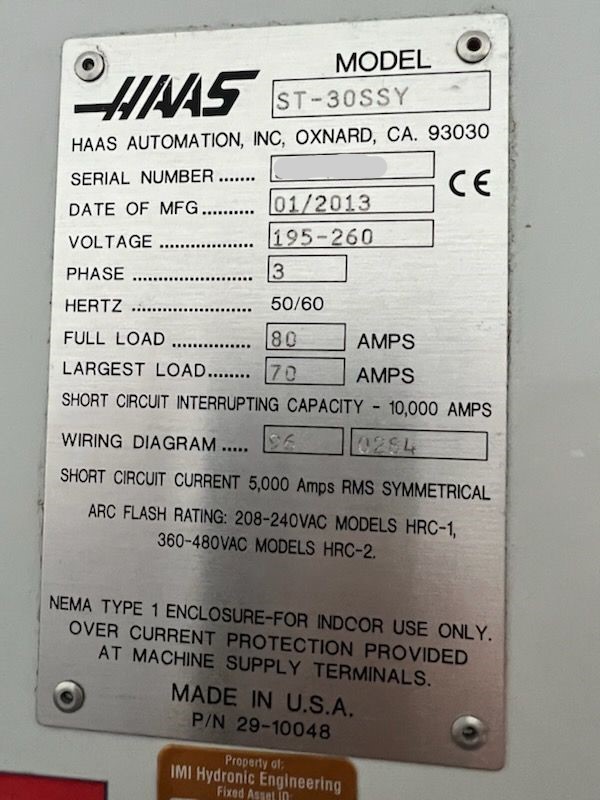 HAAS
MODEL
ST-30SSY
HAAS AUTOMATION, INC, OXNARD, CA. 93030
SERIAL NUMBER .......
CE
DATE OF MFG.......... 01/2013
VOLTAGE .................. 195-260
PHASE ....................... 3
HERTZ ....................... 50/60
FULL LOAD ............... 80 AMPS
LARGEST LOAD........ 70 AMPS
SHORT CIRCUIT INTERRUPTING CAPACITY - 10,000 AMPS
WIRING DIAGRAM ..... 96 0284
SHORT CIRCUIT CURRENT 5,000 Amps RMS SYMMETRICAL
ARC FLASH RATING: 208-240VAC MODELS HRC-1,
360-480VAC MODELS HRC-2.
NEMA TYPE 1 ENCLOSURE-FOR INDCOR USE ONLY.
OVER CURRENT PROTECTION PROVIDED
AT MACHINE SUPPLY TERMINALS.
MADE IN U.S.A.
P/N 29-10048
Property of:
IMI Hydronic Engineering
Fixed Asset ID: